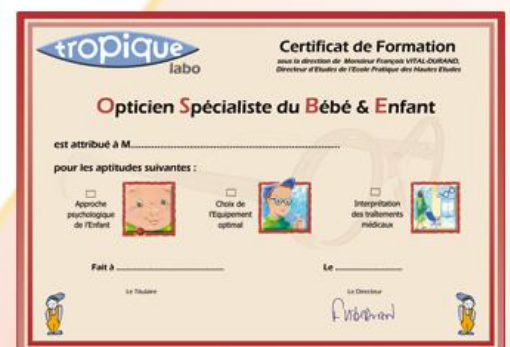 tropique
labo
Certificat de Formation
sous la direction de Monsieur François VITAL-DURAND,
Directeur d'Etudes de l'Ecole Pratique des Hautes Etudes
Opticien Spécialiste du Bébé & Enfant
est attribué à M
pour les aptitudes suivantes :
Approche
psychologique
de l'Enfant
Choix de
l'Equipement
optimal
Interprétation
des traitements
médicaux
Fait à
Le
Le Titulaire
Le Directeur